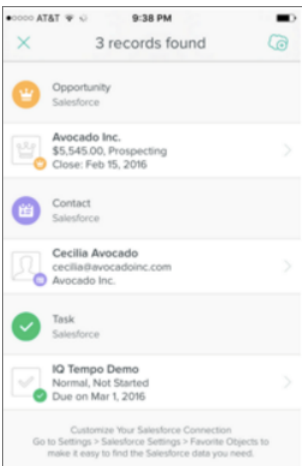 AT&T 9:38 PM
3 records found
Opportunity
Salesforce
Avocado Inc.
$5,545.00, Prospecting
Close: Feb 15, 2016
Contact
Salesforce
Cecilia Avocado
cecilia@avocadoinc.com
Avocado Inc.
Task
Salesforce
IQ Tempo Demo
Normal, Not Started
Due on Mar 1, 2016
Customize Your Salesforce Connection
Go to Settings > Salesforce Settings > Favorite Objects to
make it easy to find the Salesforce data you need.